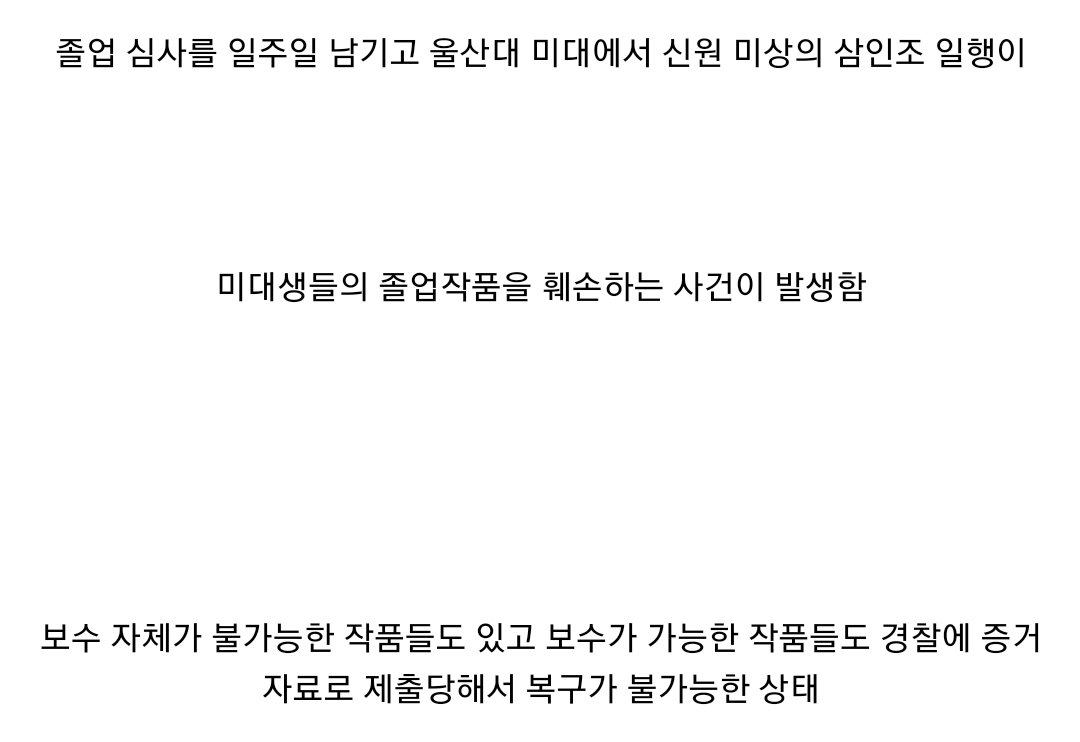 졸업 심사를 일주일 남기고 울산대 미대에서 신원 미상의 삼인조 일행이
미대생들의 졸업작품을 훼손하는 사건이 발생함
보수 자체가 불가능한 작품들도 있고 보수가 가능한 작품들도 경찰에 증거
자료로 제출당해서 복구가 불가능한 상태